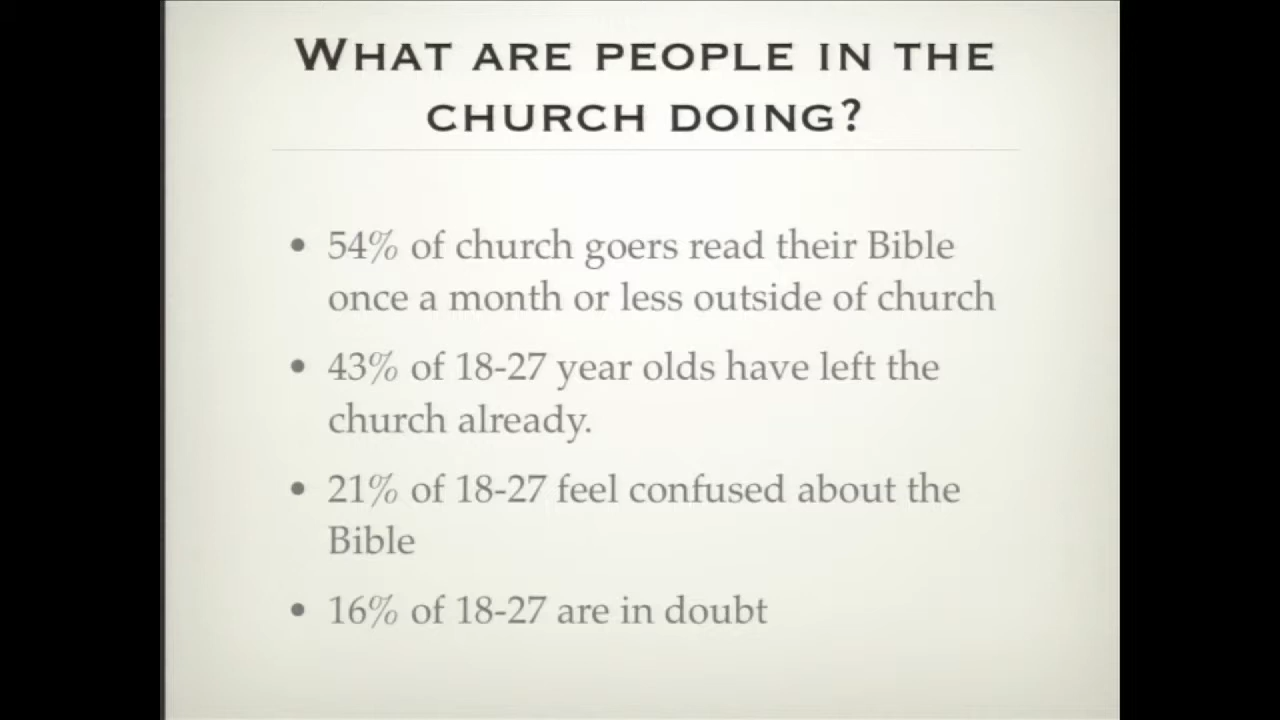 WHAT ARE PEOPLE IN THE
CHURCH DOING?
• 54% of church goers read their Bible
once a month or less outside of church
• 43% of 18-27 year olds have left the
church already.
• 21% of 18-27 feel confused about the
Bible
• 16% of 18-27 are in doubt